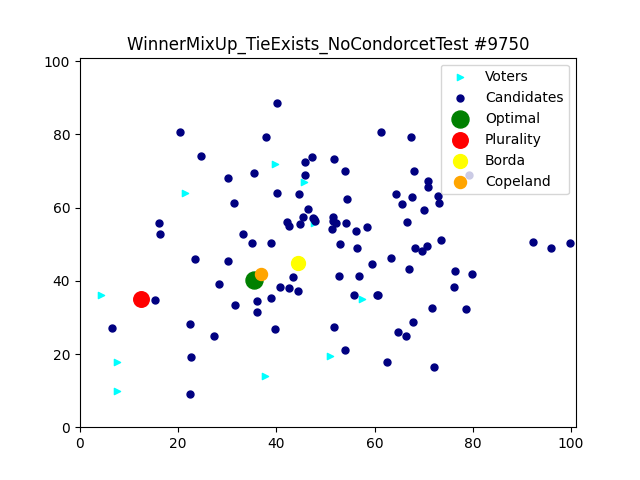 WinnerMixUp_TieExists_NoCondorcetTest #9750
100
80
60
40
20
0
0 20 40 60 80 100
Voters
Candidates
Optimal
Plurality
Borda
Copeland